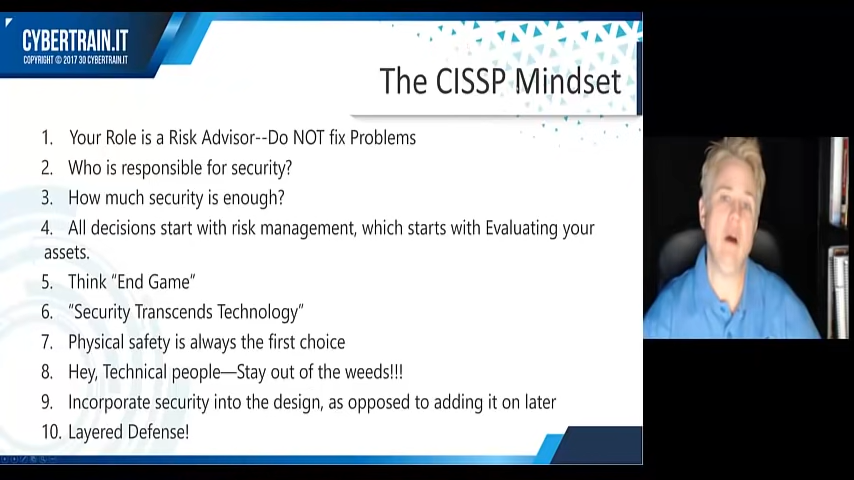 CYBERTRAIN.IT
COPYRIGHT © 2017 3D CYBERTRAIN.IT
The CISSP Mindset
1. Your Role is a Risk Advisor--Do NOT fix Problems
2. Who is responsible for security?
3. How much security is enough?
4. All decisions start with risk management, which starts with Evaluating your
assets.
5. Think "End Game"
6. "Security Transcends Technology"
7. Physical safety is always the first choice
8. Hey, Technical people—Stay out of the weeds!!!
9. Incorporate security into the design, as opposed to adding it on later
10. Layered Defense!